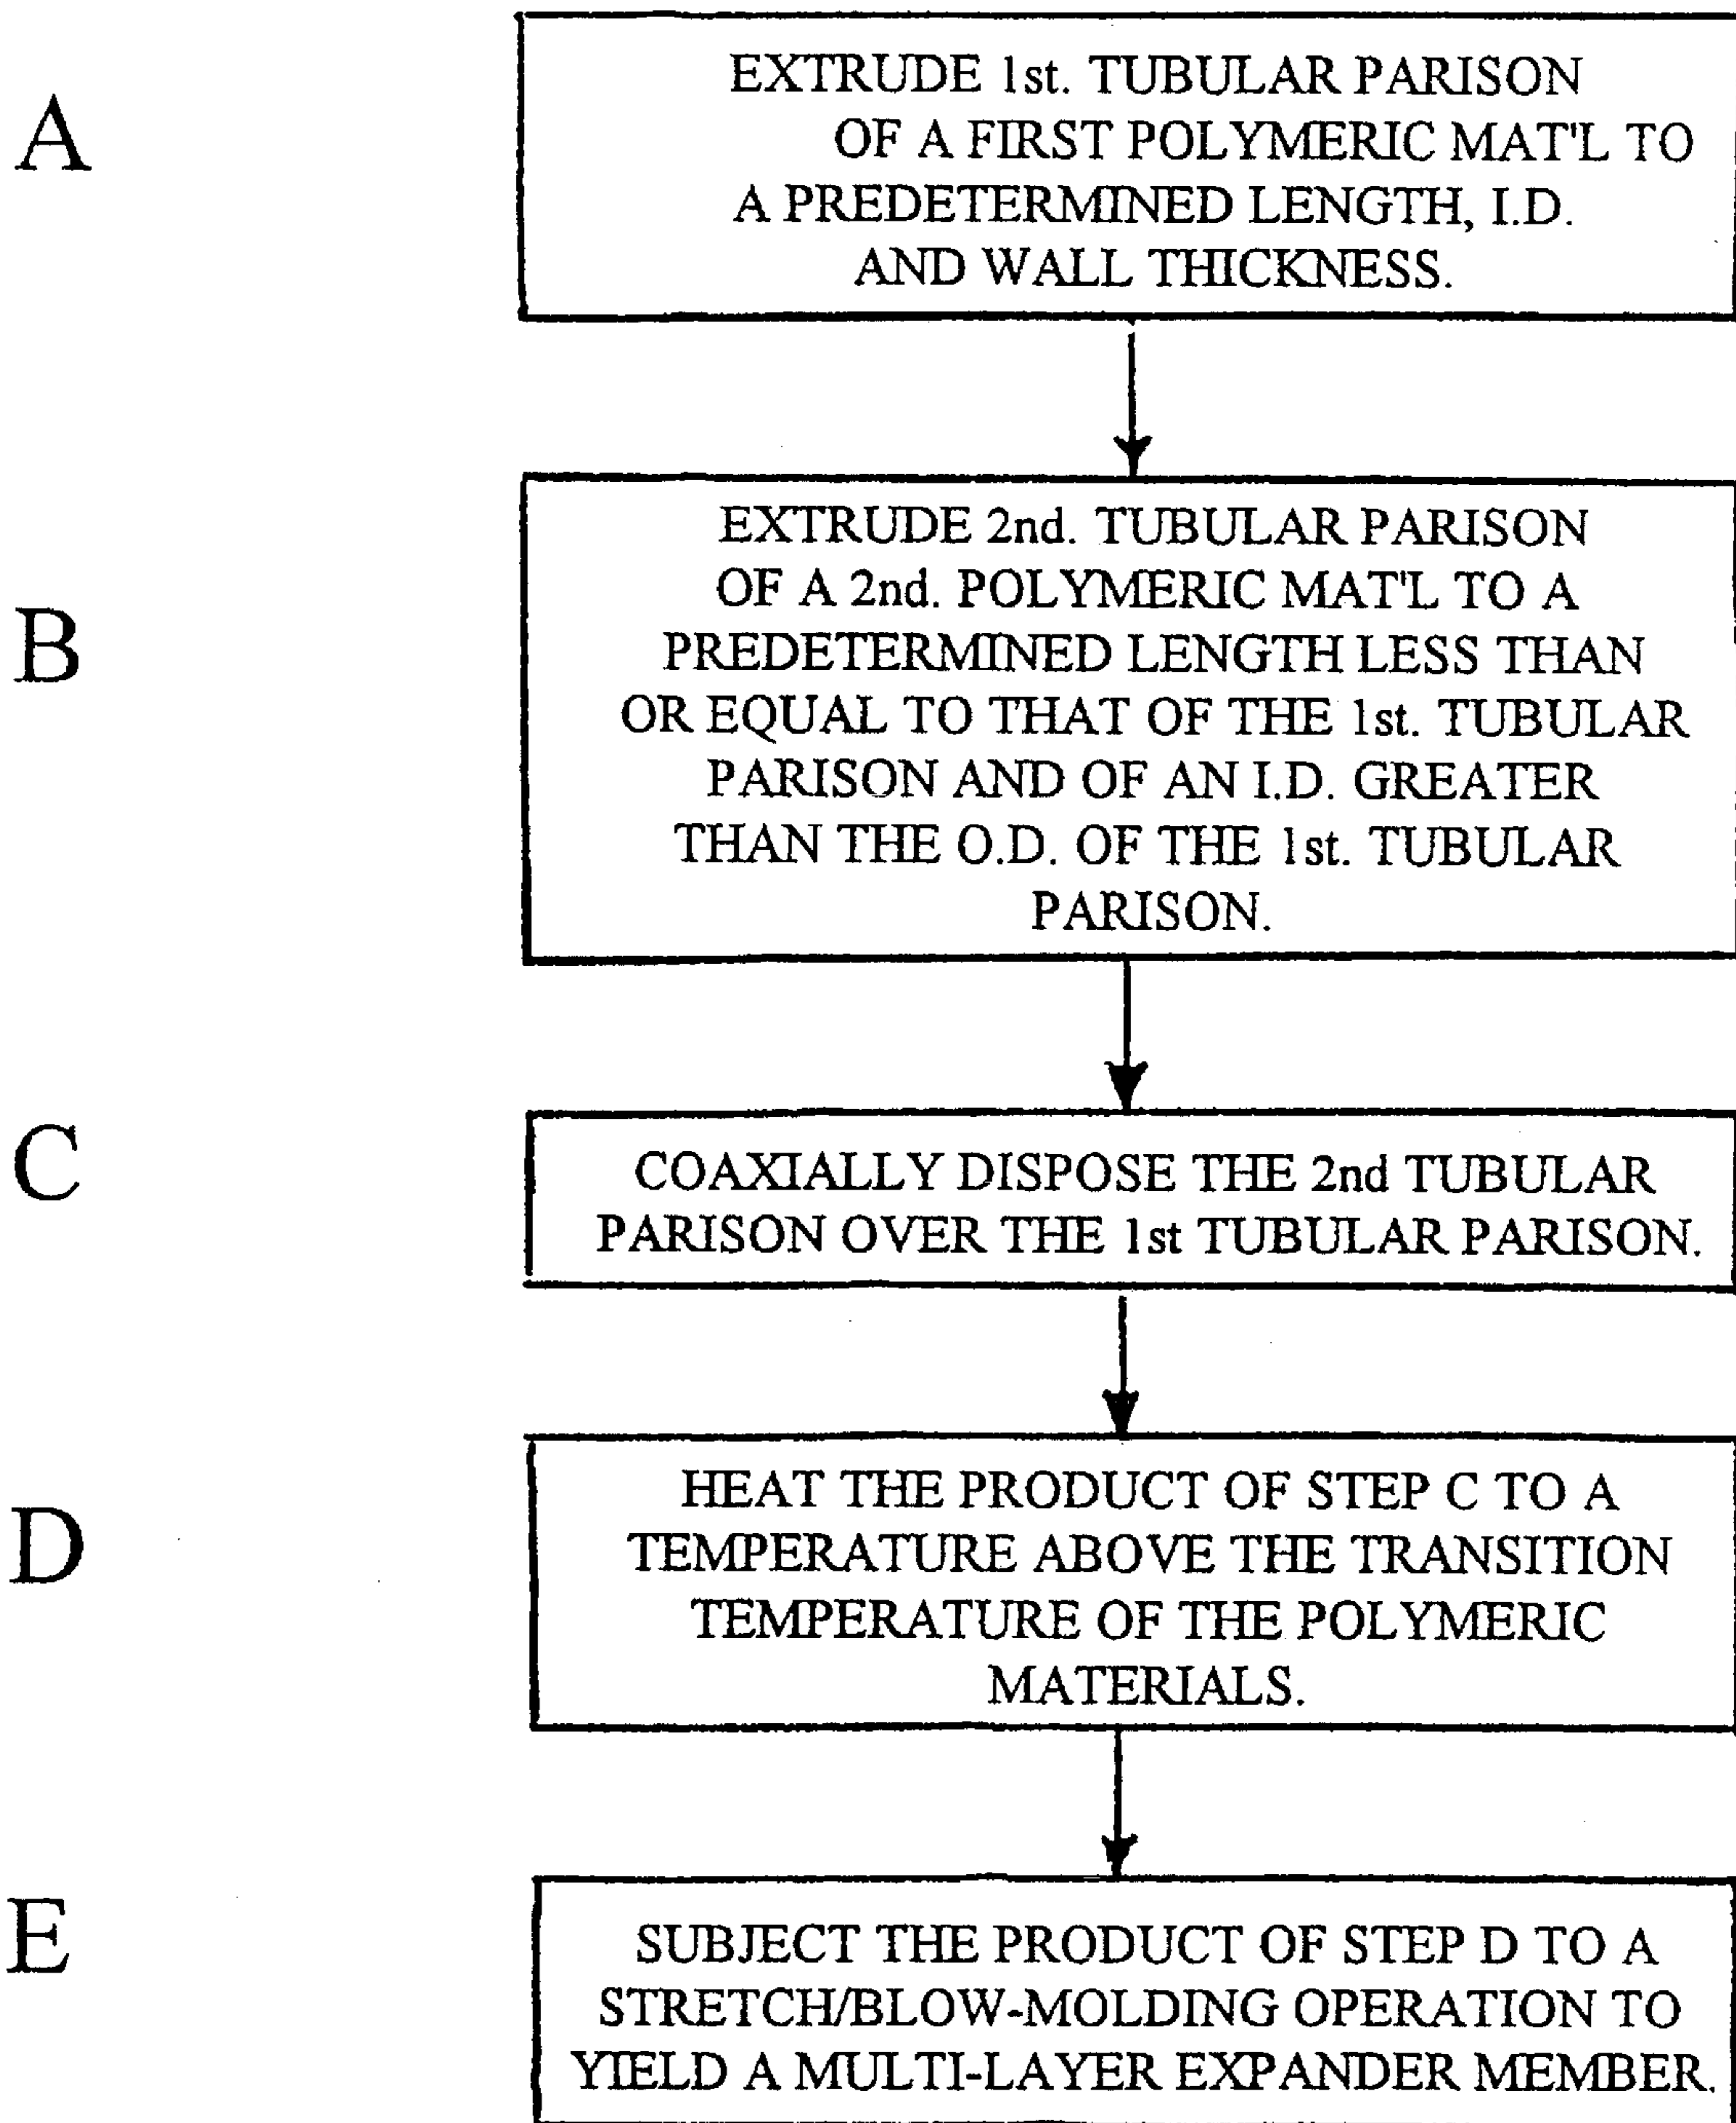 A
EXTRUDE 1st. TUBULAR PARISON
OF A FIRST POLYMERIC MAT'L TO
A PREDETERMINED LENGTH, I.D.
AND WALL THICKNESS.
B
EXTRUDE 2nd. TUBULAR PARISON
OF A 2nd. POLYMERIC MAT'L TO A
PREDETERMINED LENGTH LESS THAN
OR EQUAL TO THAT OF THE 1st. TUBULAR
PARISON AND OF AN I.D. GREATER
THAN THE O.D. OF THE 1st. TUBULAR
PARISON.
C
COAXIALLY DISPOSE THE 2nd TUBULAR
PARISON OVER THE 1st TUBULAR PARISON.
D
HEAT THE PRODUCT OF STEP C TO A
TEMPERATURE ABOVE THE TRANSITION
TEMPERATURE OF THE POLYMERIC
MATERIALS.
E
SUBJECT THE PRODUCT OF STEP D TO A
STRETCH/BLOW-MOLDING OPERATION TO
YIELD A MULTI-LAYER EXPANDER MEMBER.